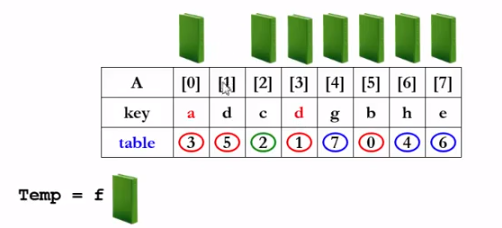 A [0] [1] [2] [3] [4] [5] [6] [7]
key a d c d g b h e
table 3 5 2 1 7 0 4 6
Temp = f